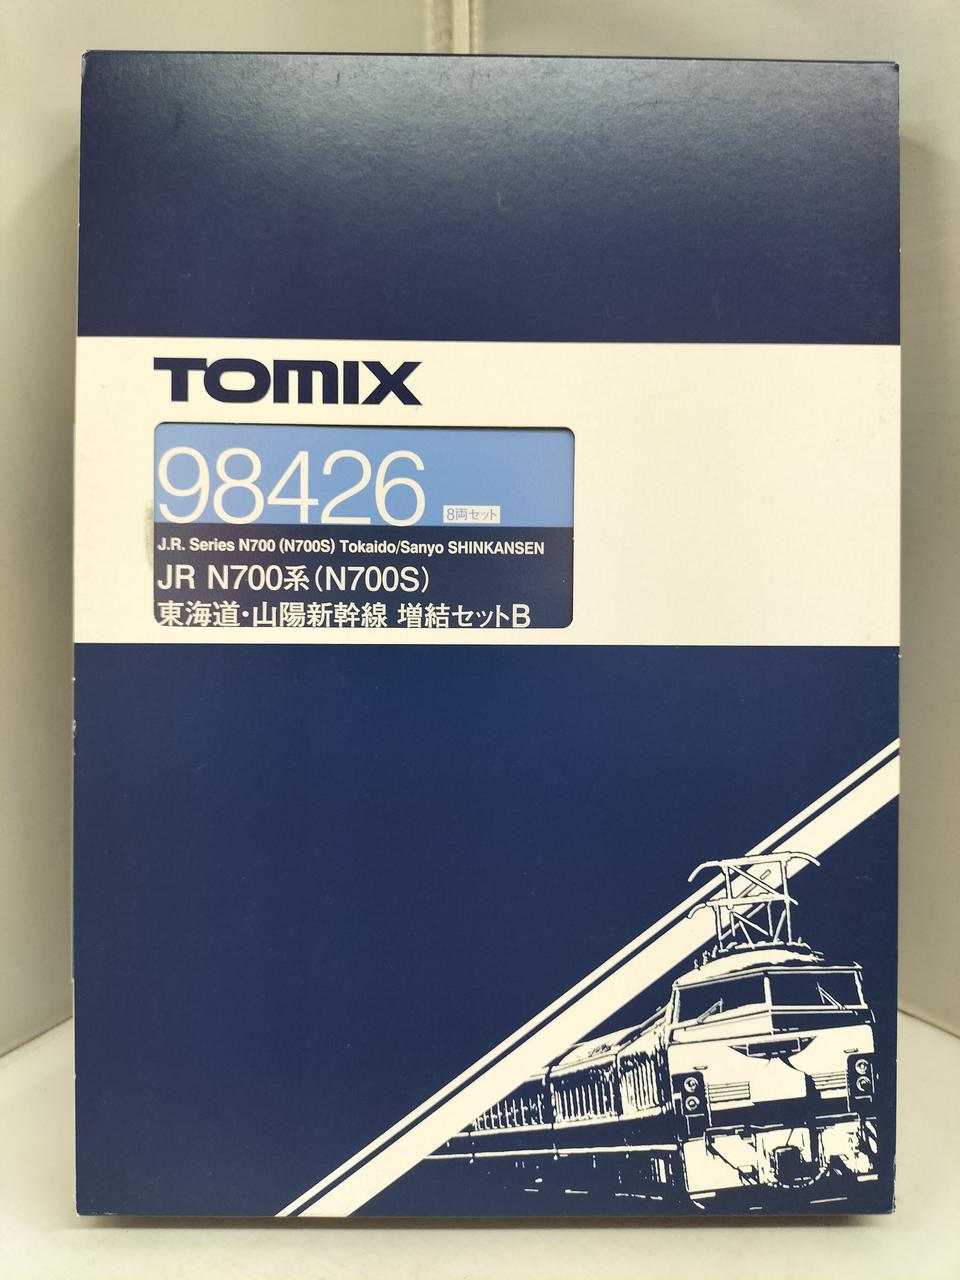 TOMIX
98426 8両セット
J.R. Series N700 (N700S) Tokaido/Sanyo SHINKANSEN
JR N700系(N700S)
東海道・山陽新幹線 増結セットB